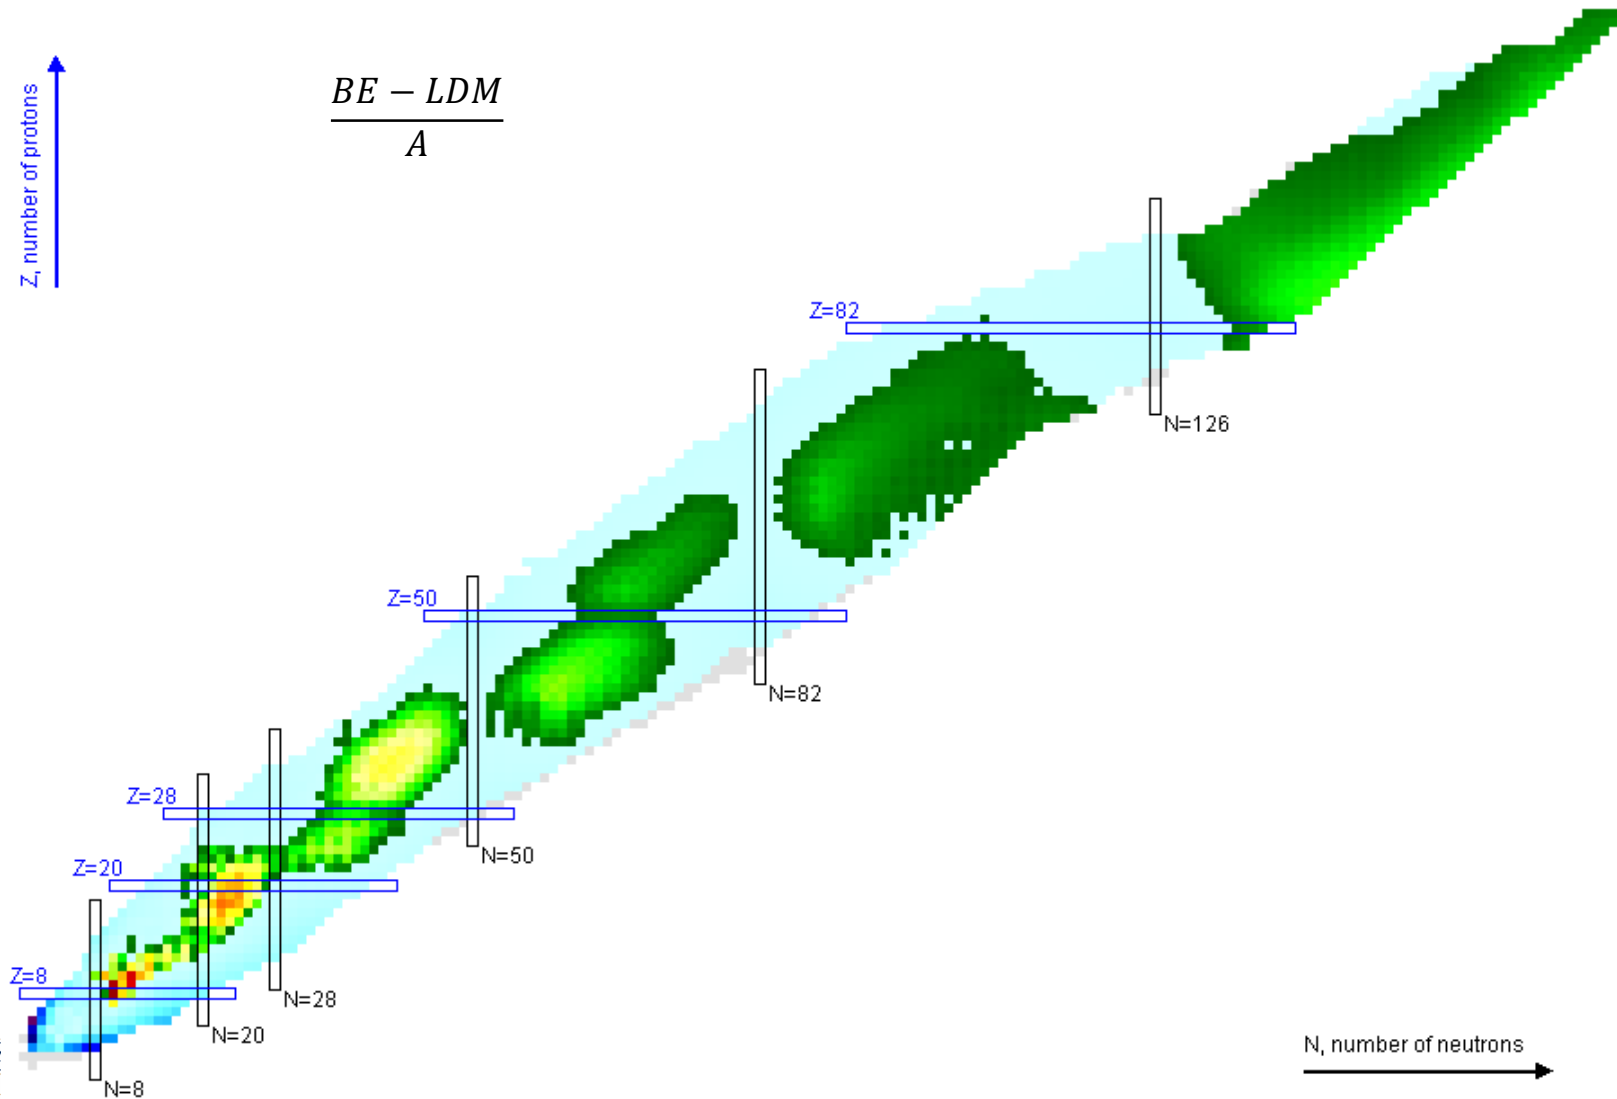 Z, number of protons
BE − LDM
A
Z=82
N=126
Z=50
N=82
Z=28
N=50
Z=20
N=28
Z=8
N=20
N=8
N, number of neutrons